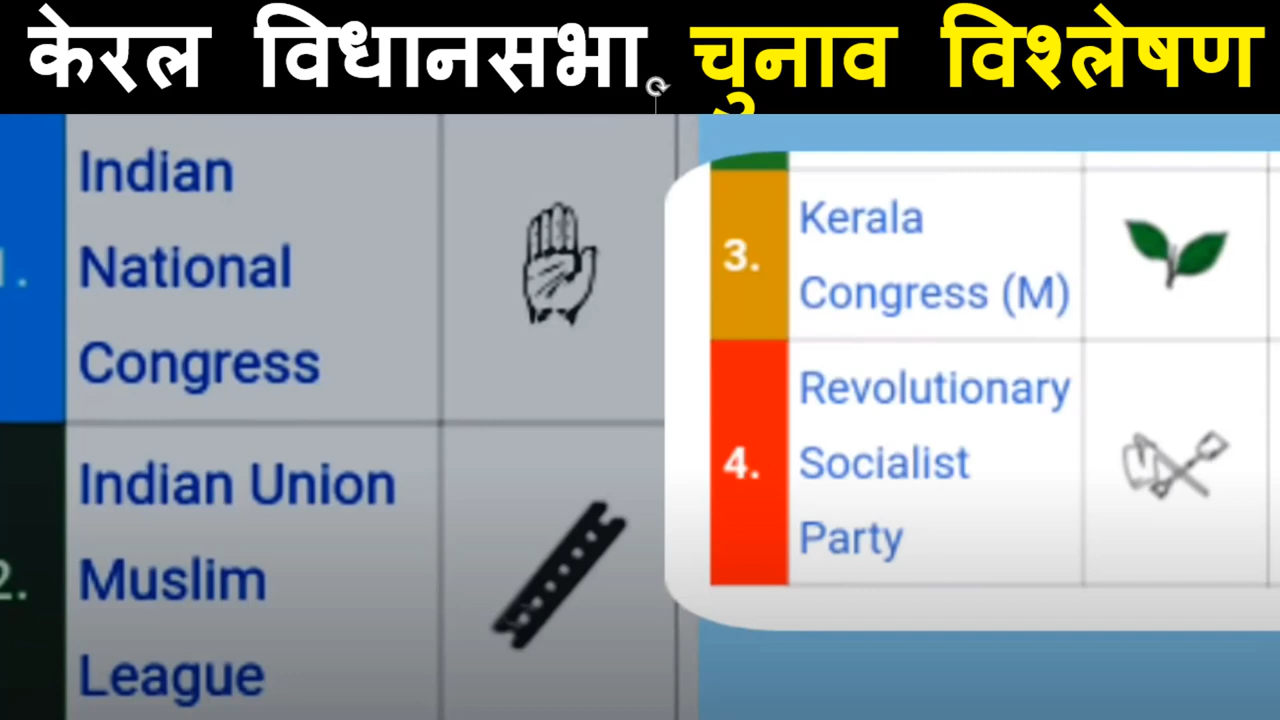 केरल विधानसभा चुनाव विश्लेषण
1.
Indian
National
Congress
2.
Indian Union
Muslim
League
3.
Kerala
Congress (M)
4.
Revolutionary
Socialist
Party